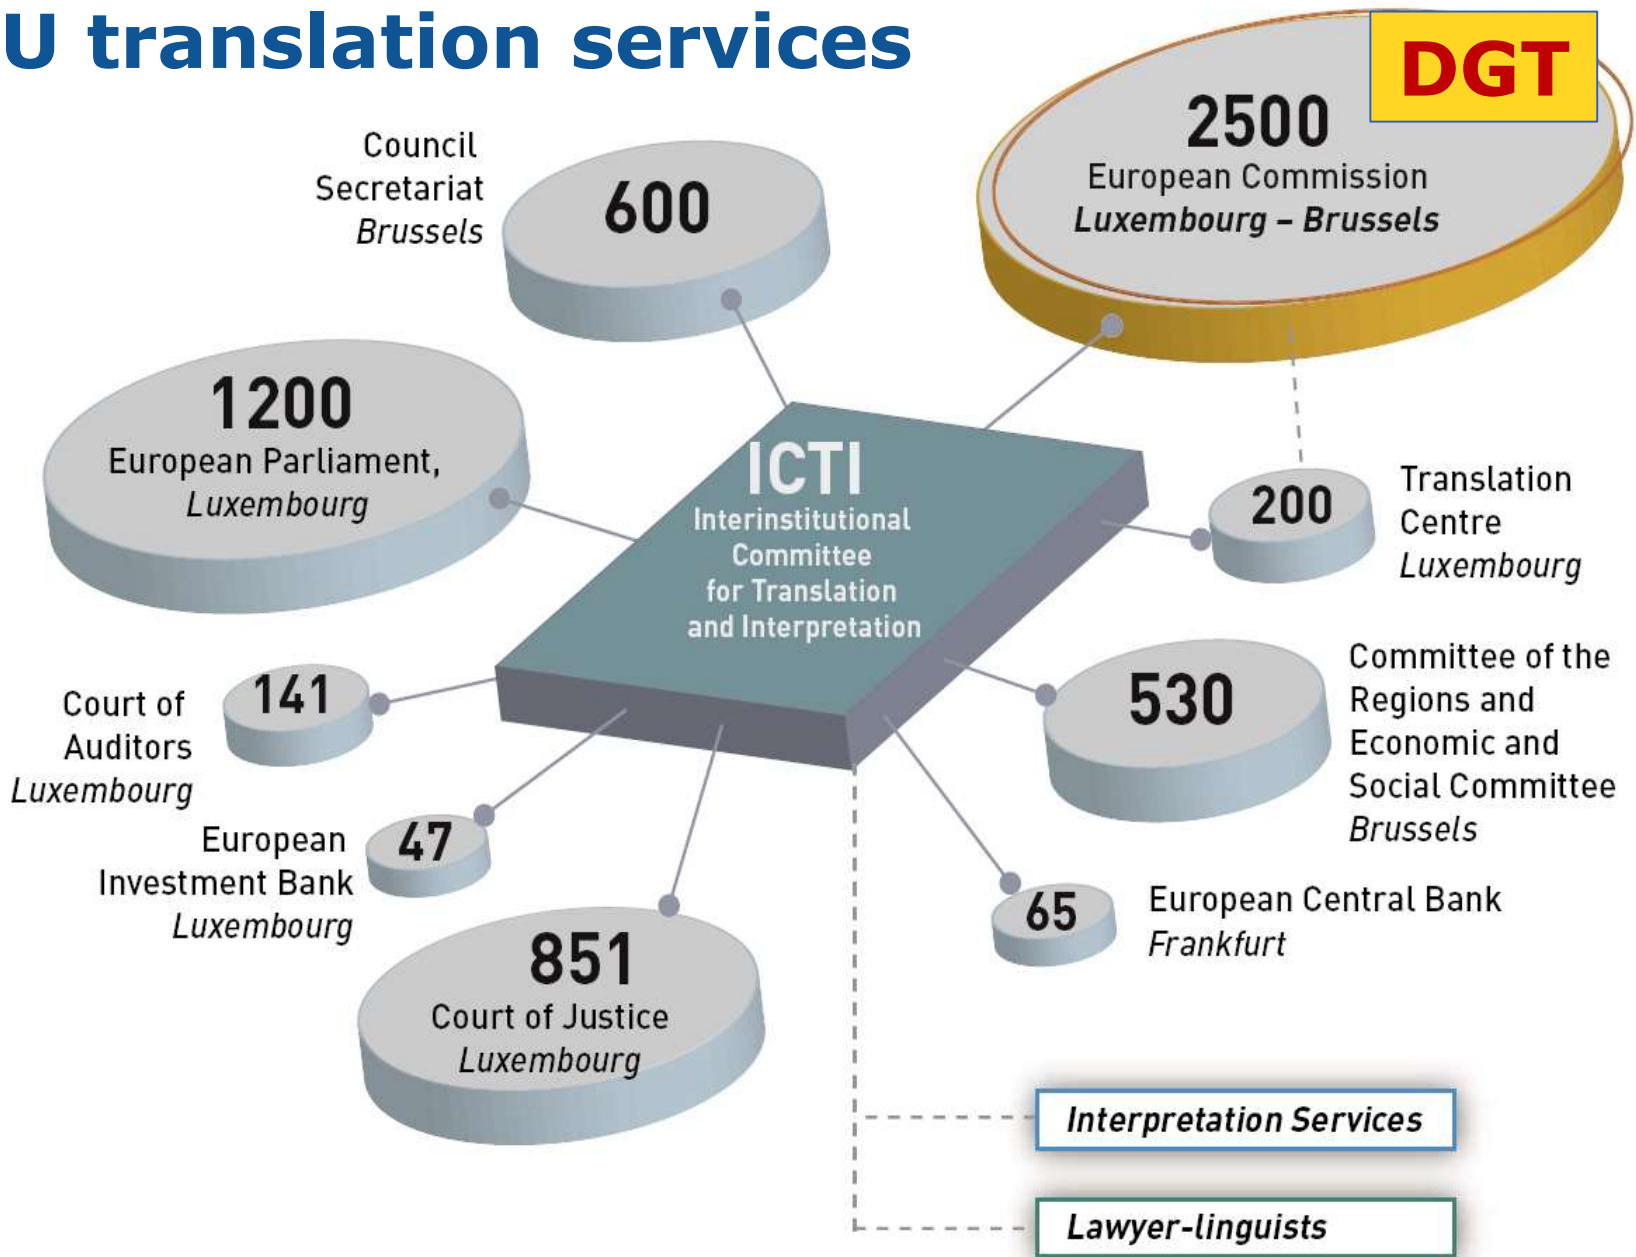 U translation services
DGT
2500
European Commission
Luxembourg – Brussels
Council
Secretariat
Brussels
600
1200
European Parliament,
Luxembourg
ICTI
Interinstitutional
Committee
for Translation
and Interpretation
200
Translation
Centre
Luxembourg
141
Court of
Auditors
Luxembourg
530
Committee of the
Regions and
Economic and
Social Committee
Brussels
47
European
Investment Bank
Luxembourg
65
European Central Bank
Frankfurt
851
Court of Justice
Luxembourg
Interpretation Services
Lawyer-linguists